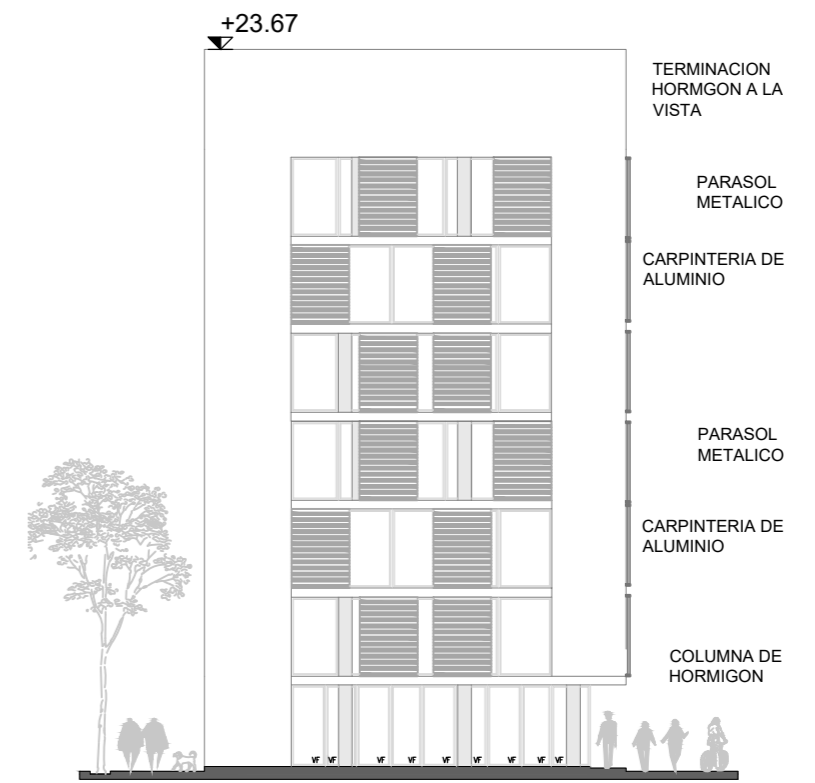 +23.67
TERMINACION
HORMGON A LA
VISTA
PARASOL
METALICO
CARPINTERIA DE
ALUMINIO
PARASOL
METALICO
CARPINTERIA DE
ALUMINIO
COLUMNA DE
HORMIGON
VF VF VF VF VF VF VF VF VF